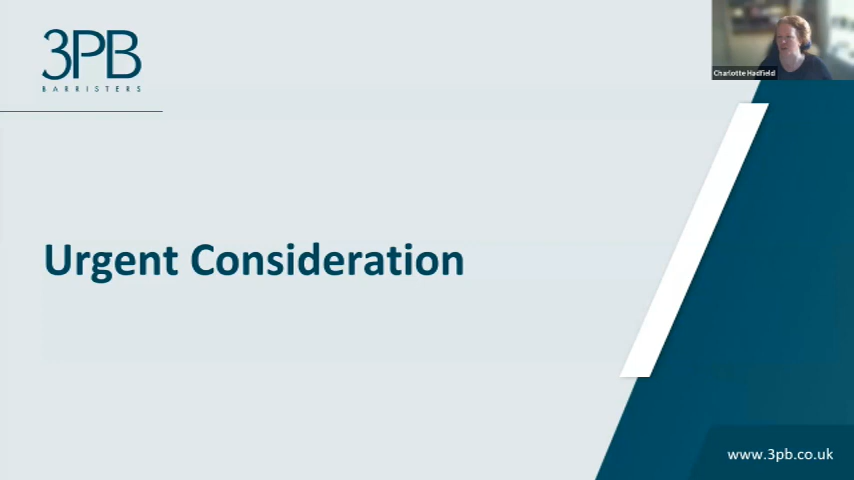 3PB
BARRISTERS
Charlotte Hadfield
Urgent Consideration
www.3pb.co.uk